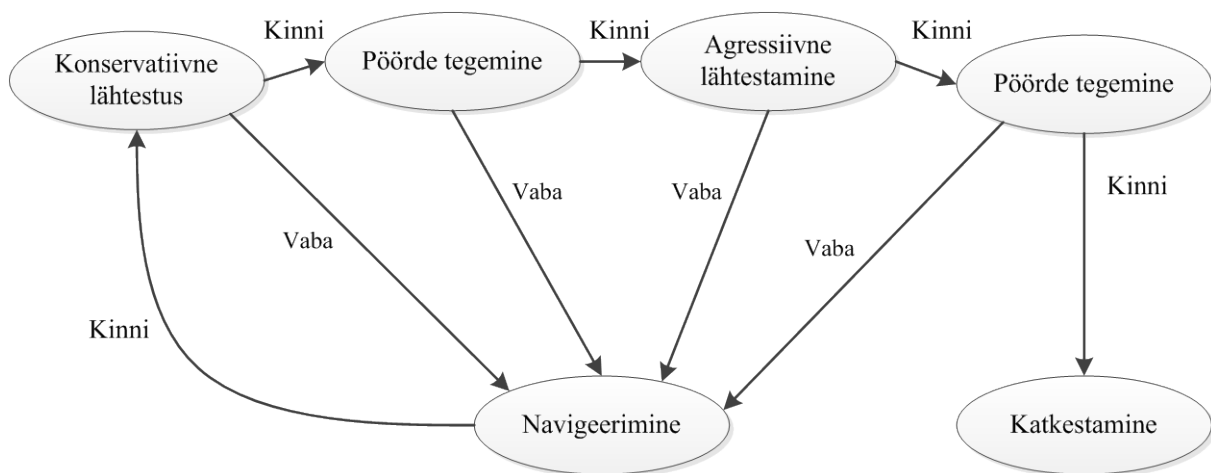 Konservatiivne
lähtestus
Kinni
Pöörde tegemine
Kinni
Agressiivne
lähtestamine
Kinni
Pöörde tegemine
Vaba
Vaba
Vaba
Vaba
Kinni
Kinni
Navigeerimine
Katkestamine